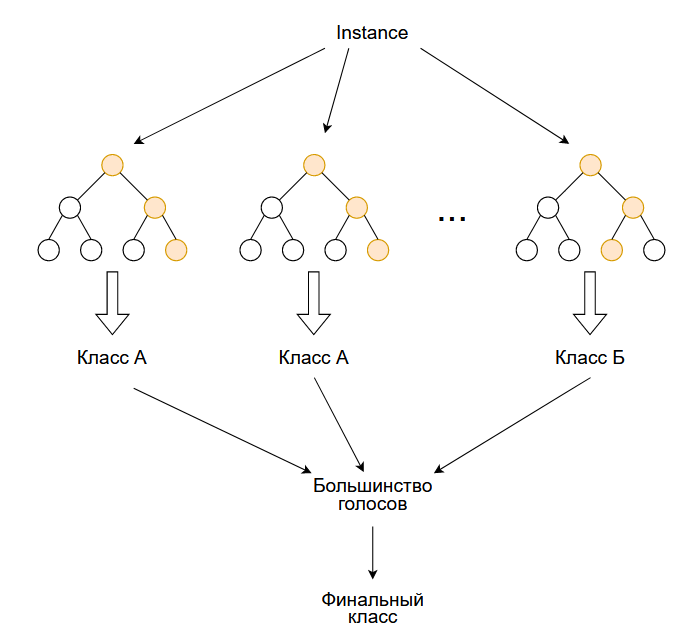 Instance
...
Класс А
Класс А
Класс Б
Большинство
голосов
Финальный
класс